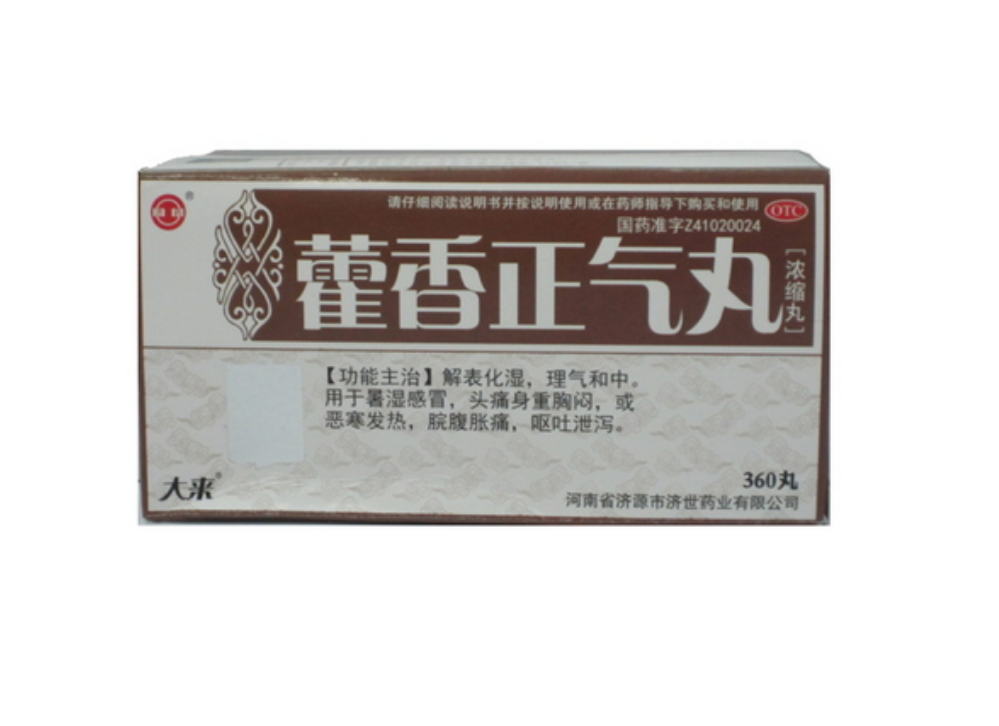 请仔细阅读说明书并按说明使用或在药师指导下购买和使用
OTC
国药准字Z41020024
藿香正气丸
[浓缩丸]
【功能主治】解表化湿，理气和中。
用于暑湿感冒，头痛身重胸闷，或
恶寒发热，脘腹胀痛，呕吐泄泻。
大来®
360丸
河南省济源市济世药业有限公司